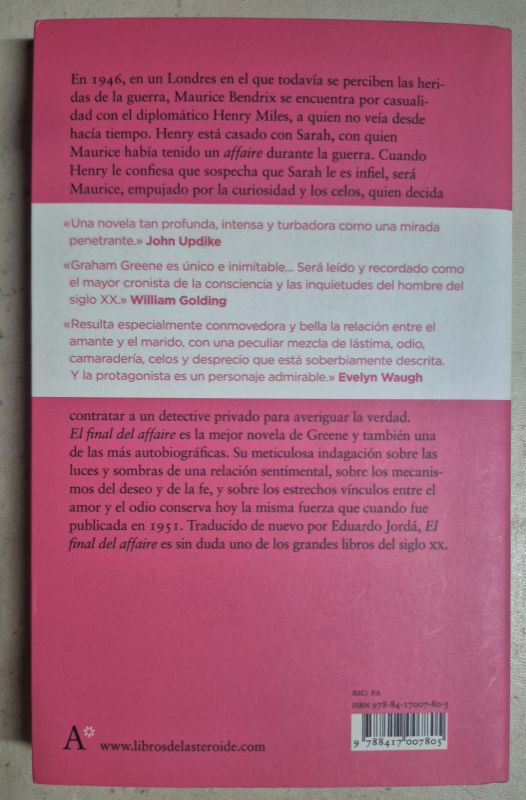 En 1946, en un Londres en el que todavía se perciben las heri-
das de la guerra, Maurice Bendrix se encuentra por casuali-
dad con el diplomático Henry Miles, a quien no veía desde
hacía tiempo. Henry está casado con Sarah, con quien
Maurice había tenido un affaire durante la guerra. Cuando
Henry le confiesa que sospecha que Sarah le es infiel, será
Maurice, empujado por la curiosidad y los celos, quien decida
«Una novela tan profunda, intensa y turbadora como una mirada
penetrante.» John Updike
«Graham Greene es único e inimitable... Será leído y recordado como
el mayor cronista de la consciencia y las inquietudes del hombre del
siglo XX.» William Golding
«Resulta especialmente conmovedora y bella la relación entre el
amante y el marido, con una peculiar mezcla de lástima, odio,
camaradería, celos y desprecio que está soberbiamente descrita.
Y la protagonista es un personaje admirable.» Evelyn Waugh
contratar a un detective privado para averiguar la verdad.
El final del affaire es la mejor novela de Greene y también una
de las más autobiográficas. Su meticulosa indagación sobre las
luces y sombras de una relación sentimental, sobre los mecanis-
mos del deseo y de la fe, y sobre los estrechos vínculos entre el
amor y el odio conserva hoy la misma fuerza que cuando fue
publicada en 1951. Traducido de nuevo por Eduardo Jordá, El
final del affaire es sin duda uno de los grandes libros del siglo XX.
BIC: FA
ISBN 978-84-17007-80-5
A* www.librosdelasteroide.com
9 788417 007805